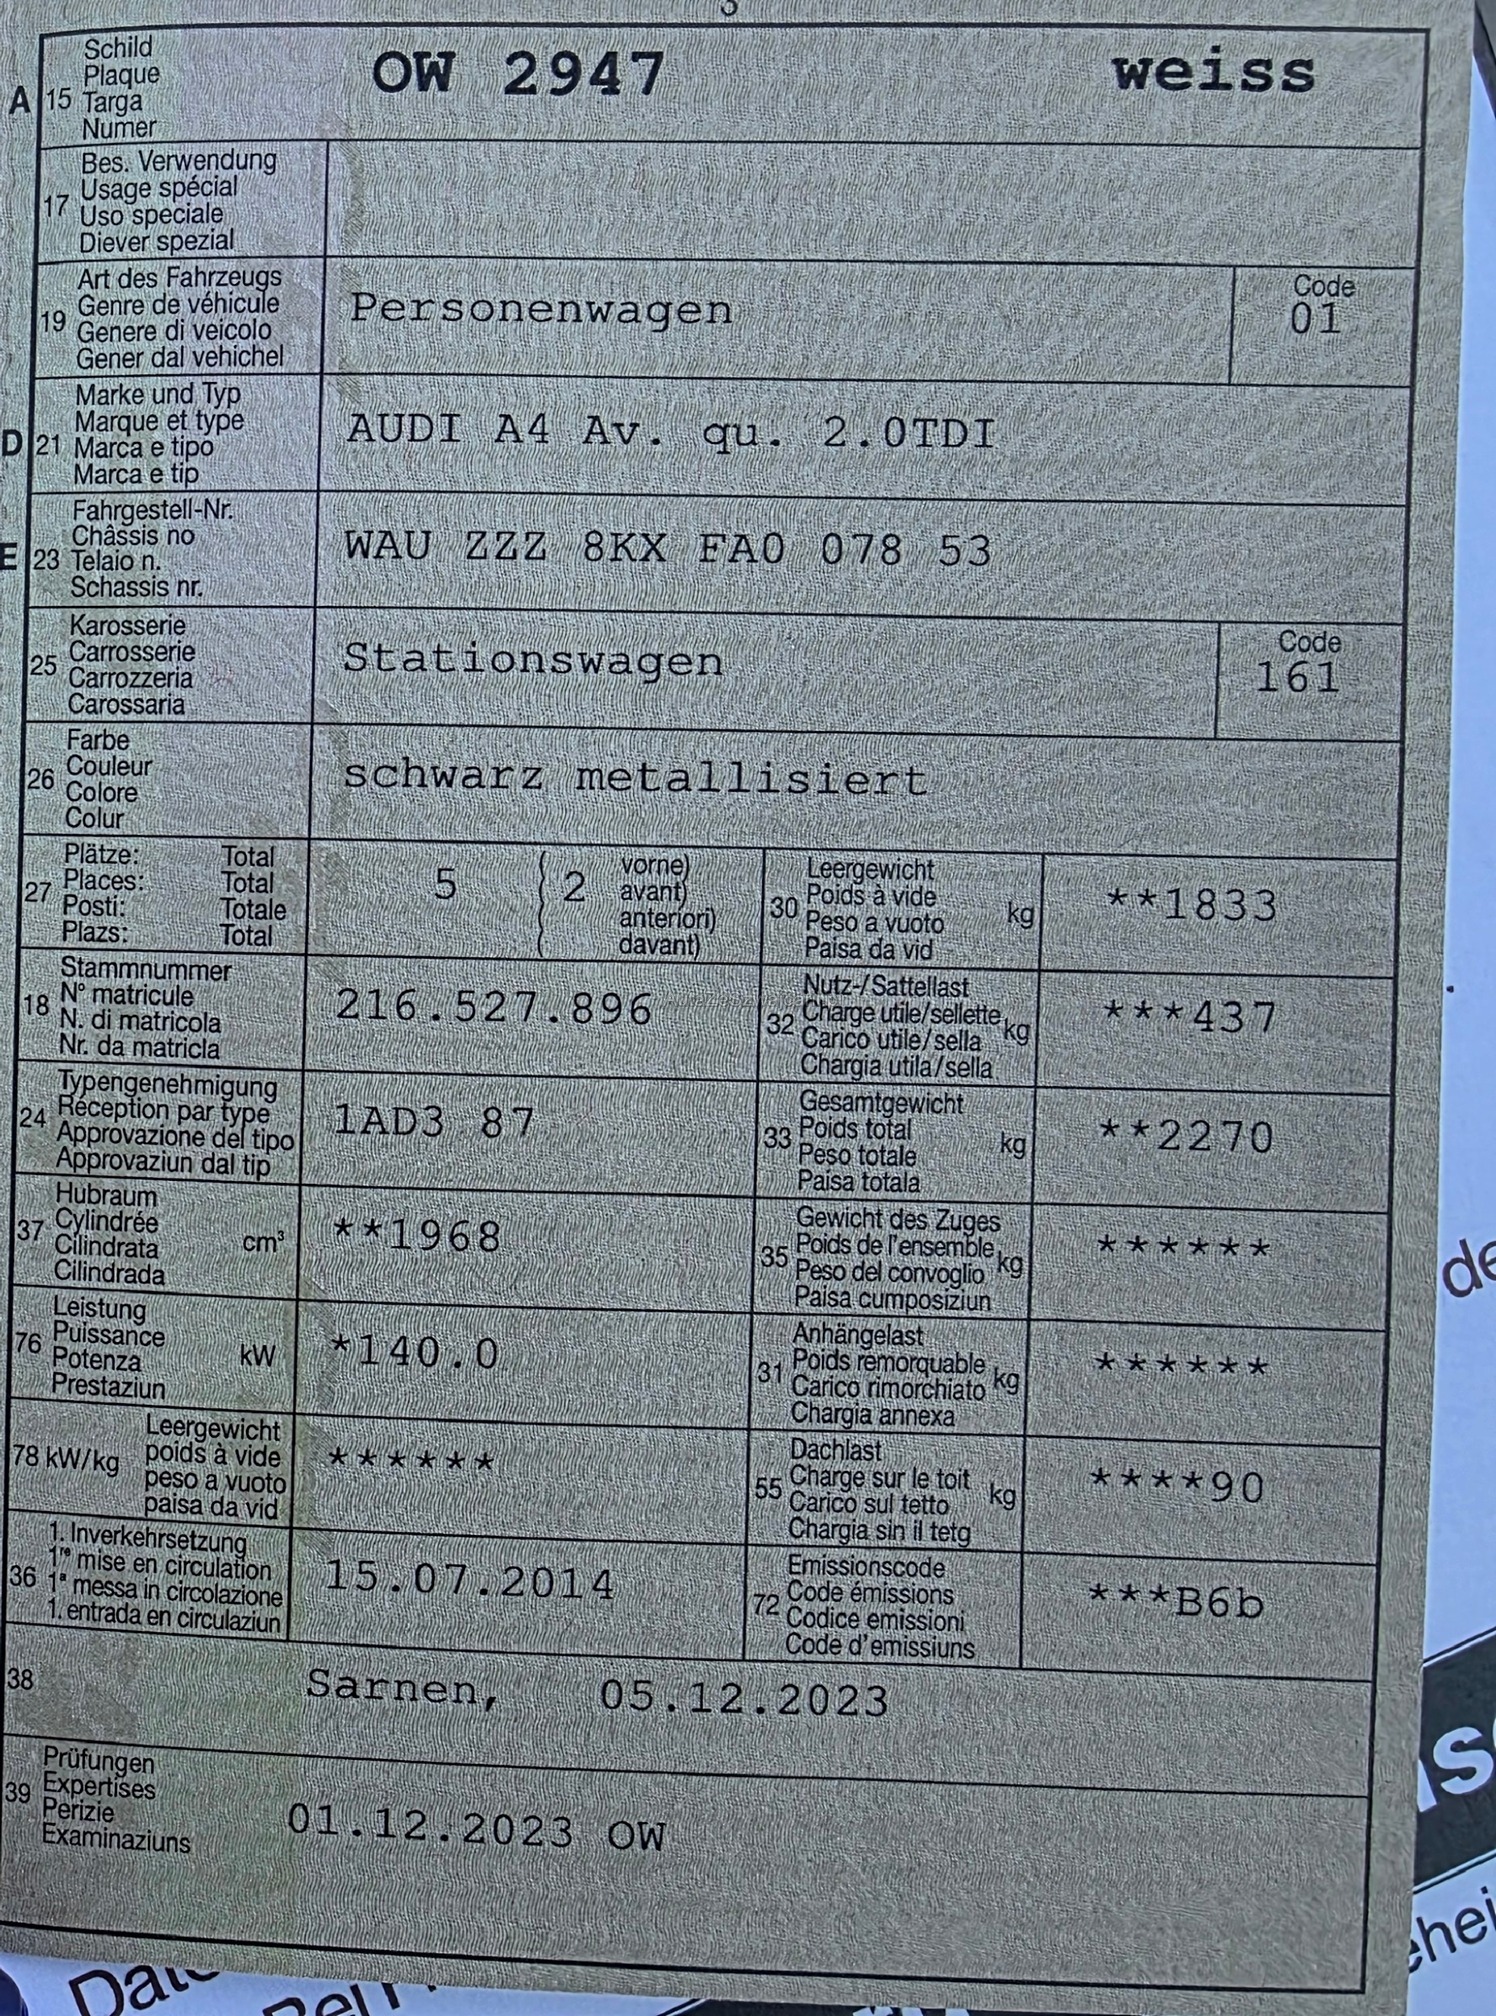 A 15 Schild
Plaque
Targa
Numer
OW 2947 weiss
17 Bes. Verwendung
Usage spécial
Uso speciale
Diever spezial
19 Art des Fahrzeugs
Genre de véhicule
Genere di veicolo
Gener dal vehichel
Personenwagen
Code
01
D 21 Marke und Typ
Marque et type
Marca e tipo
Marca e tip
AUDI A4 Av. qu. 2.0TDI
E 23 Fahrgestell-Nr.
Châssis no
Telaio n.
Schassis nr.
WAU ZZZ 8KX FA0 078 53
25 Karosserie
Carrosserie
Carrozzeria
Carossaria
Stationswagen
Code
161
26 Farbe
Couleur
Colore
Colur
schwarz metallisiert
27 Plätze: Total
Places: Total
Posti: Totale
Plazs: Total
5 ( 2 vorne)
avant)
anteriori)
davant)
30 Leergewicht
Poids à vide
Peso a vuoto kg
Paisa da vid
**1833
18 Stammnummer
N° matricule
N. di matricola
Nr. da matricla
216.527.896
32 Nutz-/Sattellast
Charge utile/sellette
Carico utile/sella kg
Chargia utila/sella
***437
24 Typengenehmigung
Réception par type
Approvazione del tipo
Approvaziun dal tip
1AD3 87
33 Gesamtgewicht
Poids total
Peso totale kg
Paisa totala
**2270
37 Hubraum
Cylindrée
Cilindrata cm³
Cilindrada
**1968
35 Gewicht des Zuges
Poids de l'ensemble
Peso del convoglio kg
Paisa cumposiziun
******
76 Leistung
Puissance
Potenza kW
Prestaziun
*140.0
31 Anhängelast
Poids remorquable
Carico rimorchiato kg
Chargia annexa
******
78 kW/kg Leergewicht
poids à vide
peso a vuoto
paisa da vid
******
55 Dachlast
Charge sur le toit
Carico sul tetto kg
Chargia sin il tetg
****90
36 1. Inverkehrsetzung
1re mise en circulation
1a messa in circolazione
1. entrada en circulaziun
15.07.2014
72 Emissionscode
Code émissions
Codice emissioni
Code d'emissiuns
***B6b
38 Sarnen, 05.12.2023
39 Prüfungen
Expertises
Perizie
Examinaziuns
01.12.2023 OW